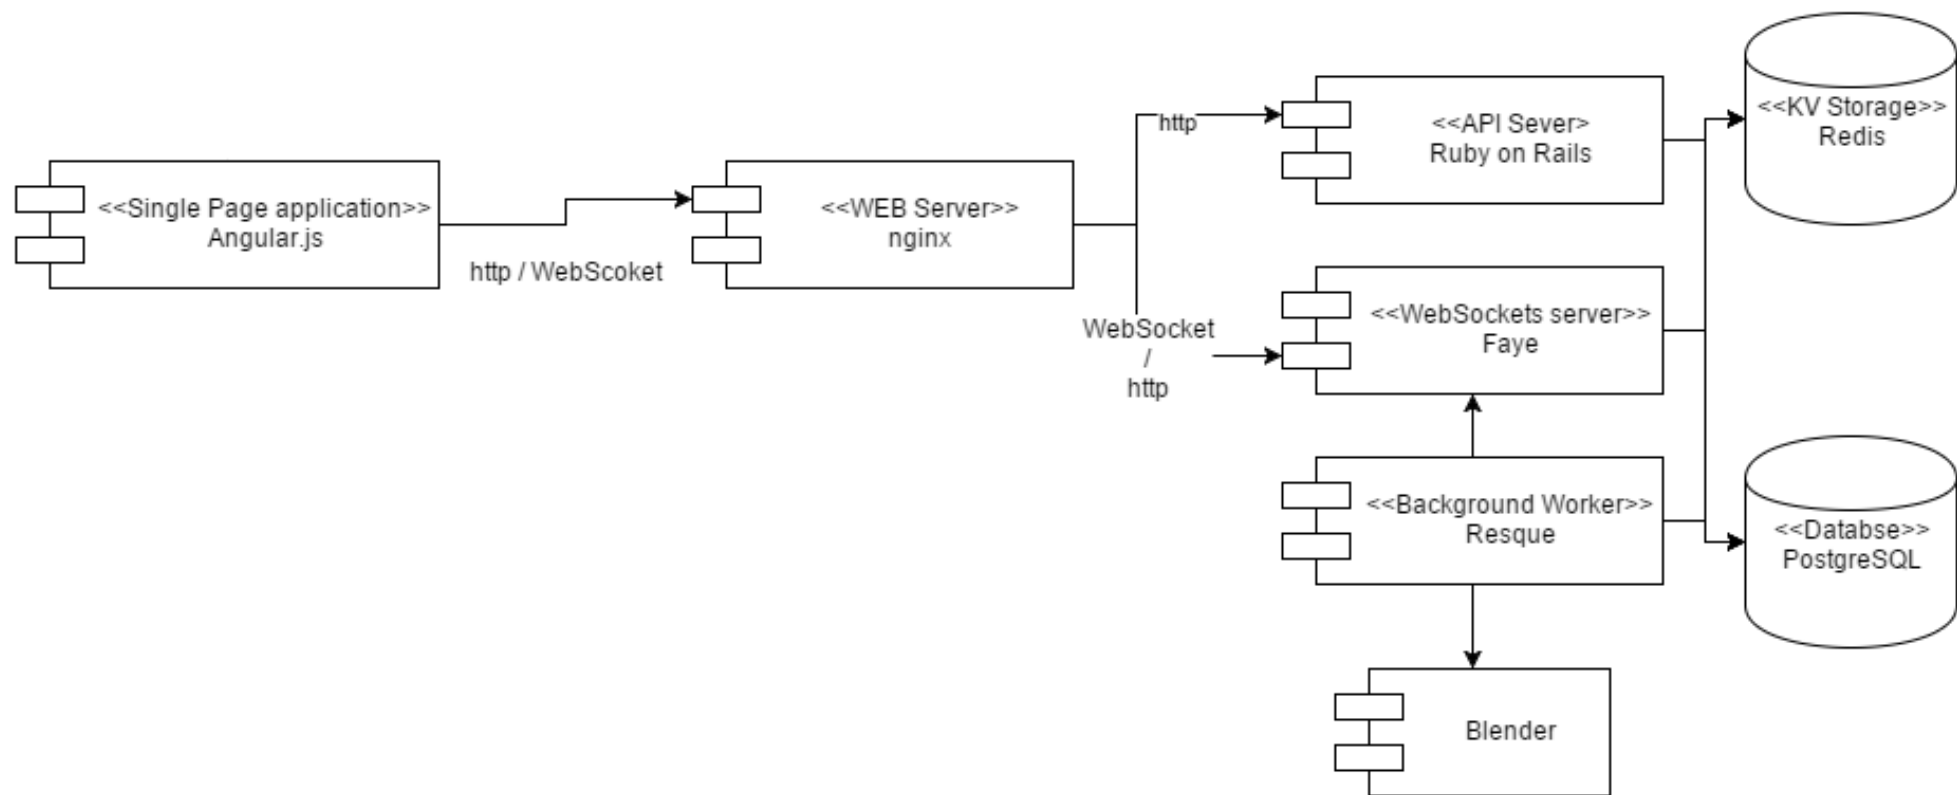 <<Single Page application>>
Angular.js
http / WebScoket
<<WEB Server>>
nginx
http
WebSocket
/
http
<<API Sever>
Ruby on Rails
<<WebSockets server>>
Faye
<<Background Worker>>
Resque
Blender
<<KV Storage>>
Redis
<<Databse>>
PostgreSQL